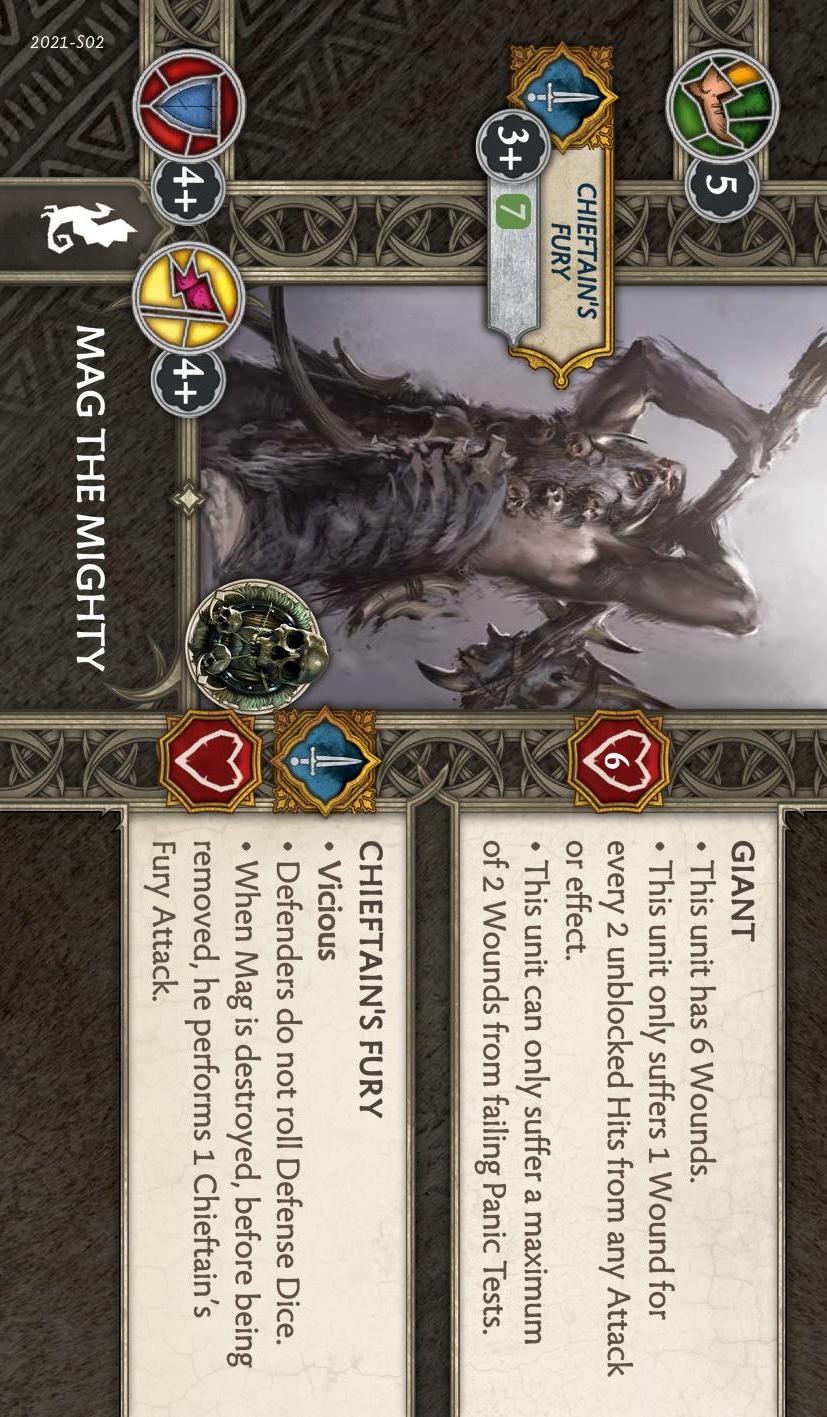 5
CHIEFTAIN'S
FURY
3+
7
4+
4+
2021-S02
MAG THE MIGHTY
6
GIANT
• This unit has 6 Wounds.
• This unit only suffers 1 Wound for
every 2 unblocked Hits from any Attack
or effect.
• This unit can only suffer a maximum
of 2 Wounds from failing Panic Tests.
CHIEFTAIN'S FURY
• Vicious
• Defenders do not roll Defense Dice.
• When Mag is destroyed, before being
removed, he performs 1 Chieftain's
Fury Attack.